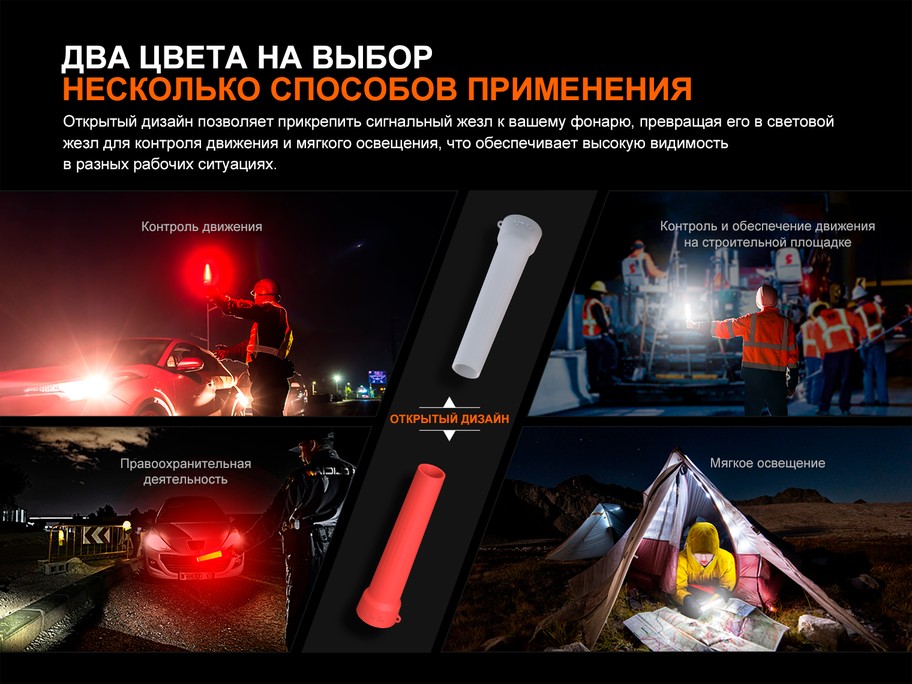 ДВА ЦВЕТА НА ВЫБОР
НЕСКОЛЬКО СПОСОБОВ ПРИМЕНЕНИЯ
Открытый дизайн позволяет прикрепить сигнальный жезл к вашему фонарю, превращая его в световой
жезл для контроля движения и мягкого освещения, что обеспечивает высокую видимость
в разных рабочих ситуациях.
Контроль движения
Контроль и обеспечение движения
на строительной площадке
ОТКРЫТЫЙ ДИЗАЙН
Правоохранительная
деятельность
Мягкое освещение